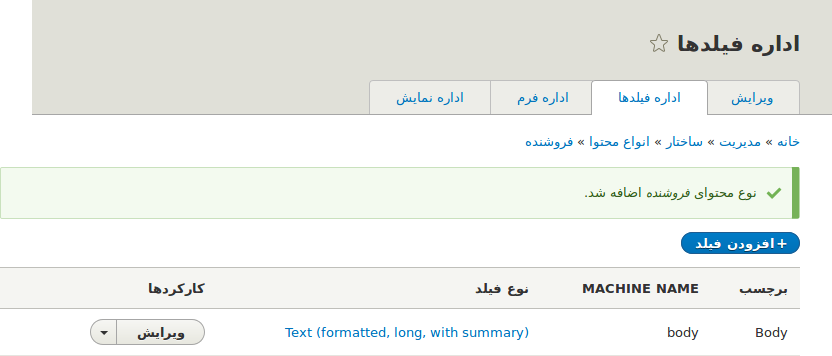 اداره فیلدها
ویرایش اداره فیلدها اداره فرم اداره نمایش
خانه » مدیریت » ساختار » انواع محتوا » فروشنده
نوع محتوای فروشنده اضافه شد.
+افزودن فیلد
برچسب MACHINE NAME نوع فیلد کارکردها
Body body Text (formatted, long, with summary) ویرایش